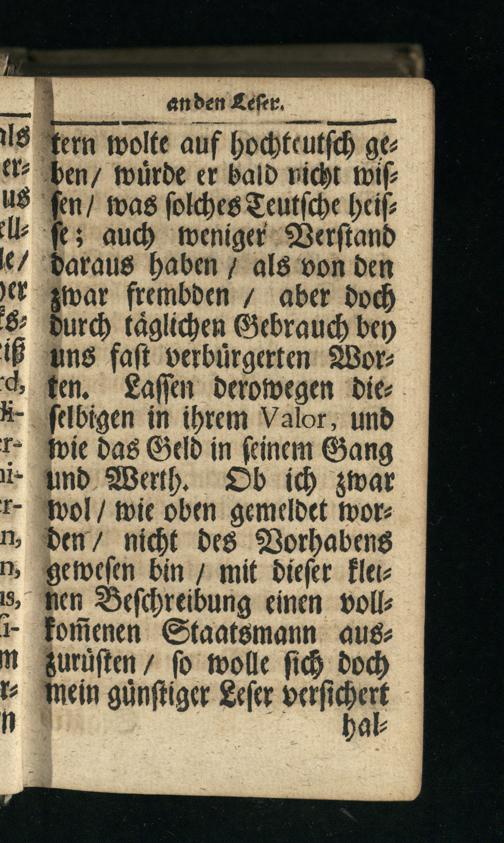 an den Leser.
tern wolte auf hochteutsch ge⸗
ben / würde er bald nicht wis⸗
sen / was solches Teutsche heis⸗
se; auch weniger Verstand
daraus haben / als von den
zwar frembden / aber doch
durch täglichen Gebrauch bey
uns fast verbürgerten Wor⸗
ten. Lassen derowegen die⸗
selbigen in ihrem Valor, und
wie das Geld in seinem Gang
und Werth. Ob ich zwar
wol / wie oben gemeldet wor⸗
den / nicht des Vorhabens
gewesen bin / mit dieser klei⸗
nen Beschreibung einen voll⸗
kom̃enen Staatsmann aus⸗
zurüsten / so wolle sich doch
mein günstiger Leser versichert
hal⸗